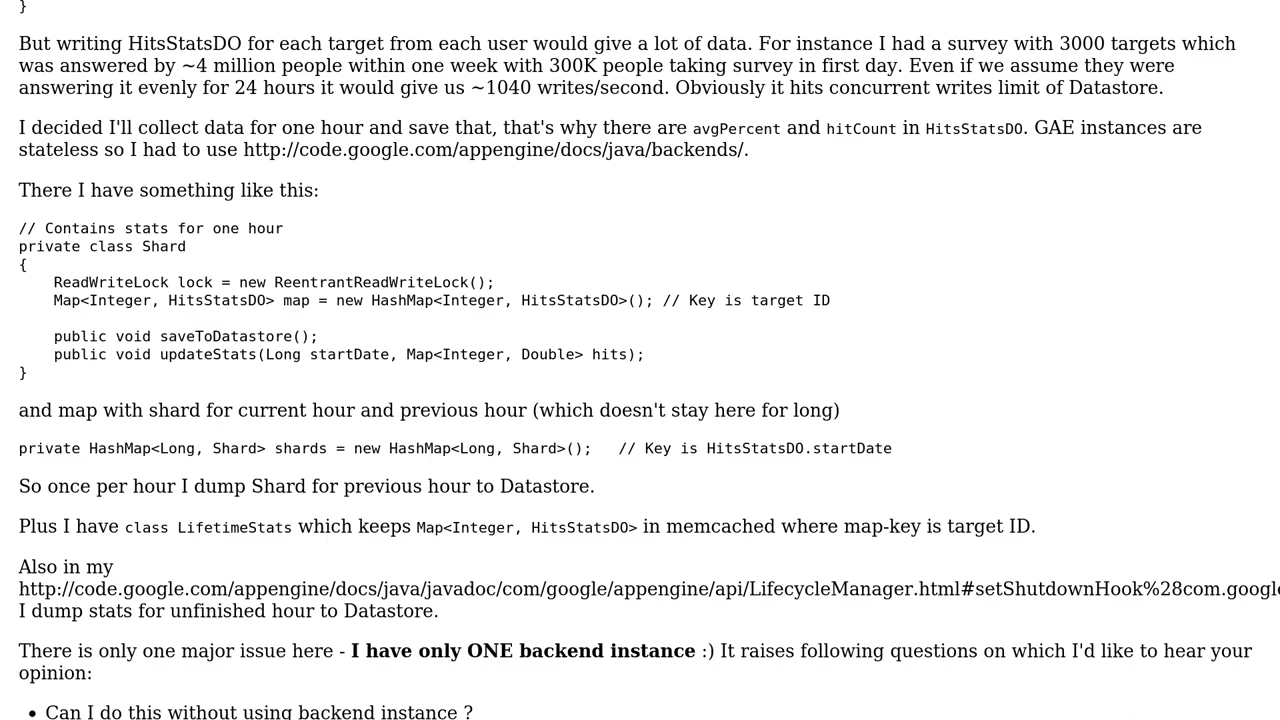 }
But writing HitsStatsDO for each target from each user would give a lot of data. For instance I had a survey with 3000 targets which
was answered by ~4 million people within one week with 300K people taking survey in first day. Even if we assume they were
answering it evenly for 24 hours it would give us ~1040 writes/second. Obviously it hits concurrent writes limit of Datastore.
I decided I'll collect data for one hour and save that, that's why there are avgPercent and hitCount in HitsStatsDO. GAE instances are
stateless so I had to use http://code.google.com/appengine/docs/java/backends/.
There I have something like this:
// Contains stats for one hour
private class Shard
{
    ReadWriteLock lock = new ReentrantReadWriteLock();
    Map<Integer, HitsStatsDO> map = new HashMap<Integer, HitsStatsDO>(); // Key is target ID
    public void saveToDatastore();
    public void updateStats(Long startDate, Map<Integer, Double> hits);
}
and map with shard for current hour and previous hour (which doesn't stay here for long)
private HashMap<Long, Shard> shards = new HashMap<Long, Shard>();   // Key is HitsStatsDO.startDate
So once per hour I dump Shard for previous hour to Datastore.
Plus I have class LifetimeStats which keeps Map<Integer, HitsStatsDO> in memcached where map-key is target ID.
Also in my
http://code.google.com/appengine/docs/java/javadoc/com/google/appengine/api/LifecycleManager.html#setShutdownHook%28com.google
I dump stats for unfinished hour to Datastore.
There is only one major issue here - I have only ONE backend instance :) It raises following questions on which I'd like to hear your
opinion:
• Can I do this without using backend instance ?